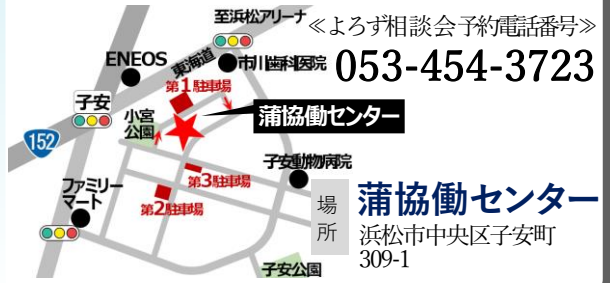 至浜松アリーナ
≪よろず相談会予約電話番号≫
053-454-3723
ENEOS
東海道
市川歯科医院
第1駐車場
子安
小宮
公園
蒲協働センター
152
子安動物病院
ファミリー
マート
第3駐車場
第2駐車場
子安公園
場
所
蒲協働センター
浜松市中央区子安町
309-1